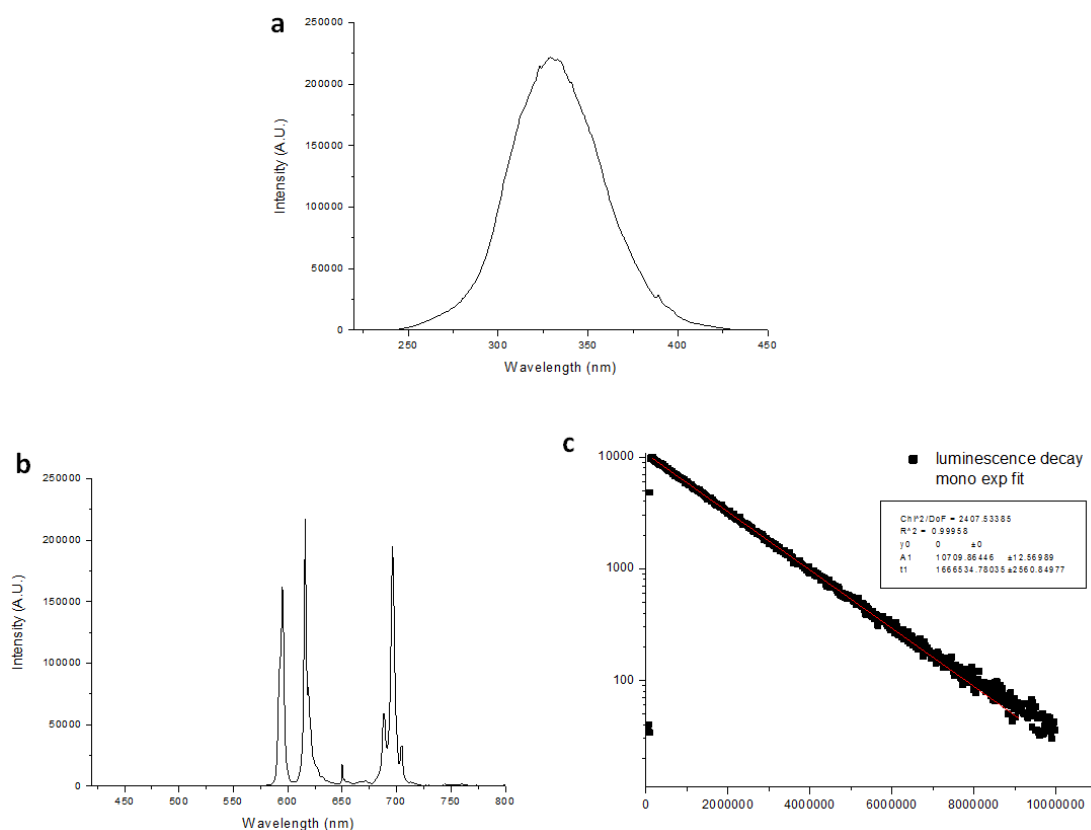 a
250000
200000
150000
100000
50000
0
Intensity (A.U.)
250 300 350 400 450
Wavelength (nm)
b
250000
200000
150000
100000
50000
0
Intensity (A.U.)
450 500 550 600 650 700 750 800
Wavelength (nm)
c
10000
1000
100
0 2000000 4000000 6000000 8000000 10000000
luminescence decay
mono exp fit
Chi^2/DoF = 2407.53385
R^2 = 0.99958
y0 0 ±0
A1 10709.86446 ±12.56989
t1 1666534.78035 ±2560.84977